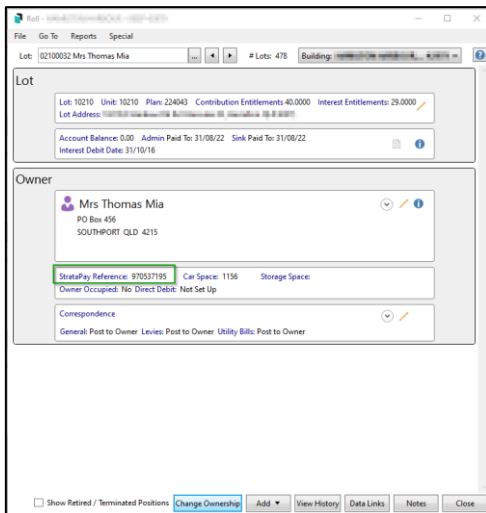 Roll -
File Go To Reports Special
Lot: 02100032 Mrs Thomas Mia ... # Lots: 478 Building:
Lot
Lot: 10210 Unit: 10210 Plan: 224043 Contribution Entitlements 40.0000 Interest Entitlements: 29.0000
Lot Address:
Account Balance: 0.00 Admin Paid To: 31/08/22 Sink Paid To: 31/08/22
Interest Debit Date: 31/10/16
Owner
Mrs Thomas Mia
PO Box 456
SOUTHPORT QLD 4215
StrataPay Reference: 970537195 Car Space: 1156 Storage Space:
Owner Occupied: No Direct Debit: Not Set Up
Correspondence
General: Post to Owner Levies: Post to Owner Utility Bills: Post to Owner
Show Retired / Terminated Positions Change Ownership Add View History Data Links Notes Close